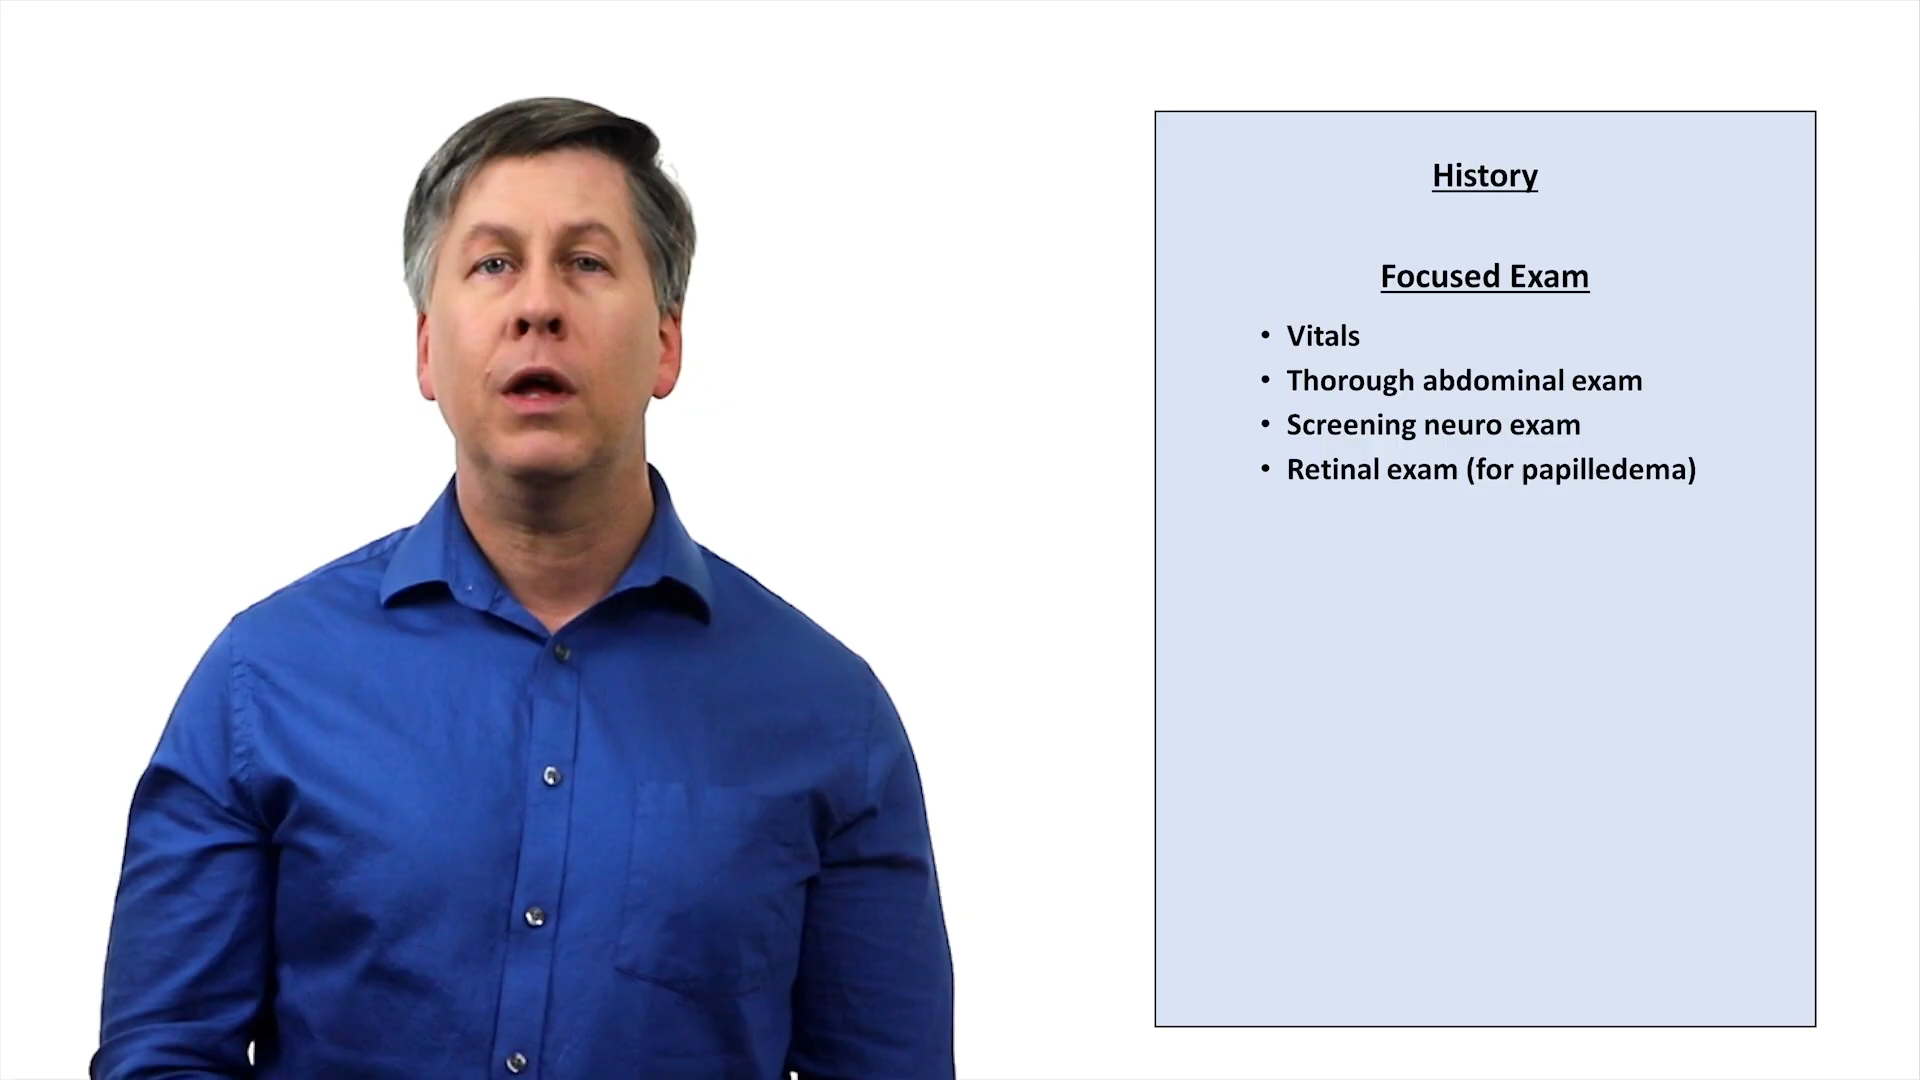 History
Focused Exam
• Vitals
• Thorough abdominal exam
• Screening neuro exam
• Retinal exam (for papilledema)